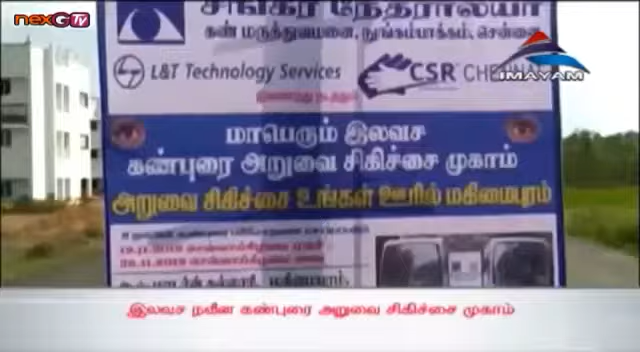 nexGTv
சங்கர நேத்ராலயா
கண் மருத்துவமனை, நுங்கம்பாக்கம், சென்னை
L&T Technology Services
CSR CHENNAI
IMAYAM
மாபெரும் இலவச
கண்புரை அறுவை சிகிச்சை முகாம்
அறுவை சிகிச்சை உங்கள் ஊரில் மகிமைபுரம்
இலவச நவீன கண்புரை அறுவை சிகிச்சை முகாம்